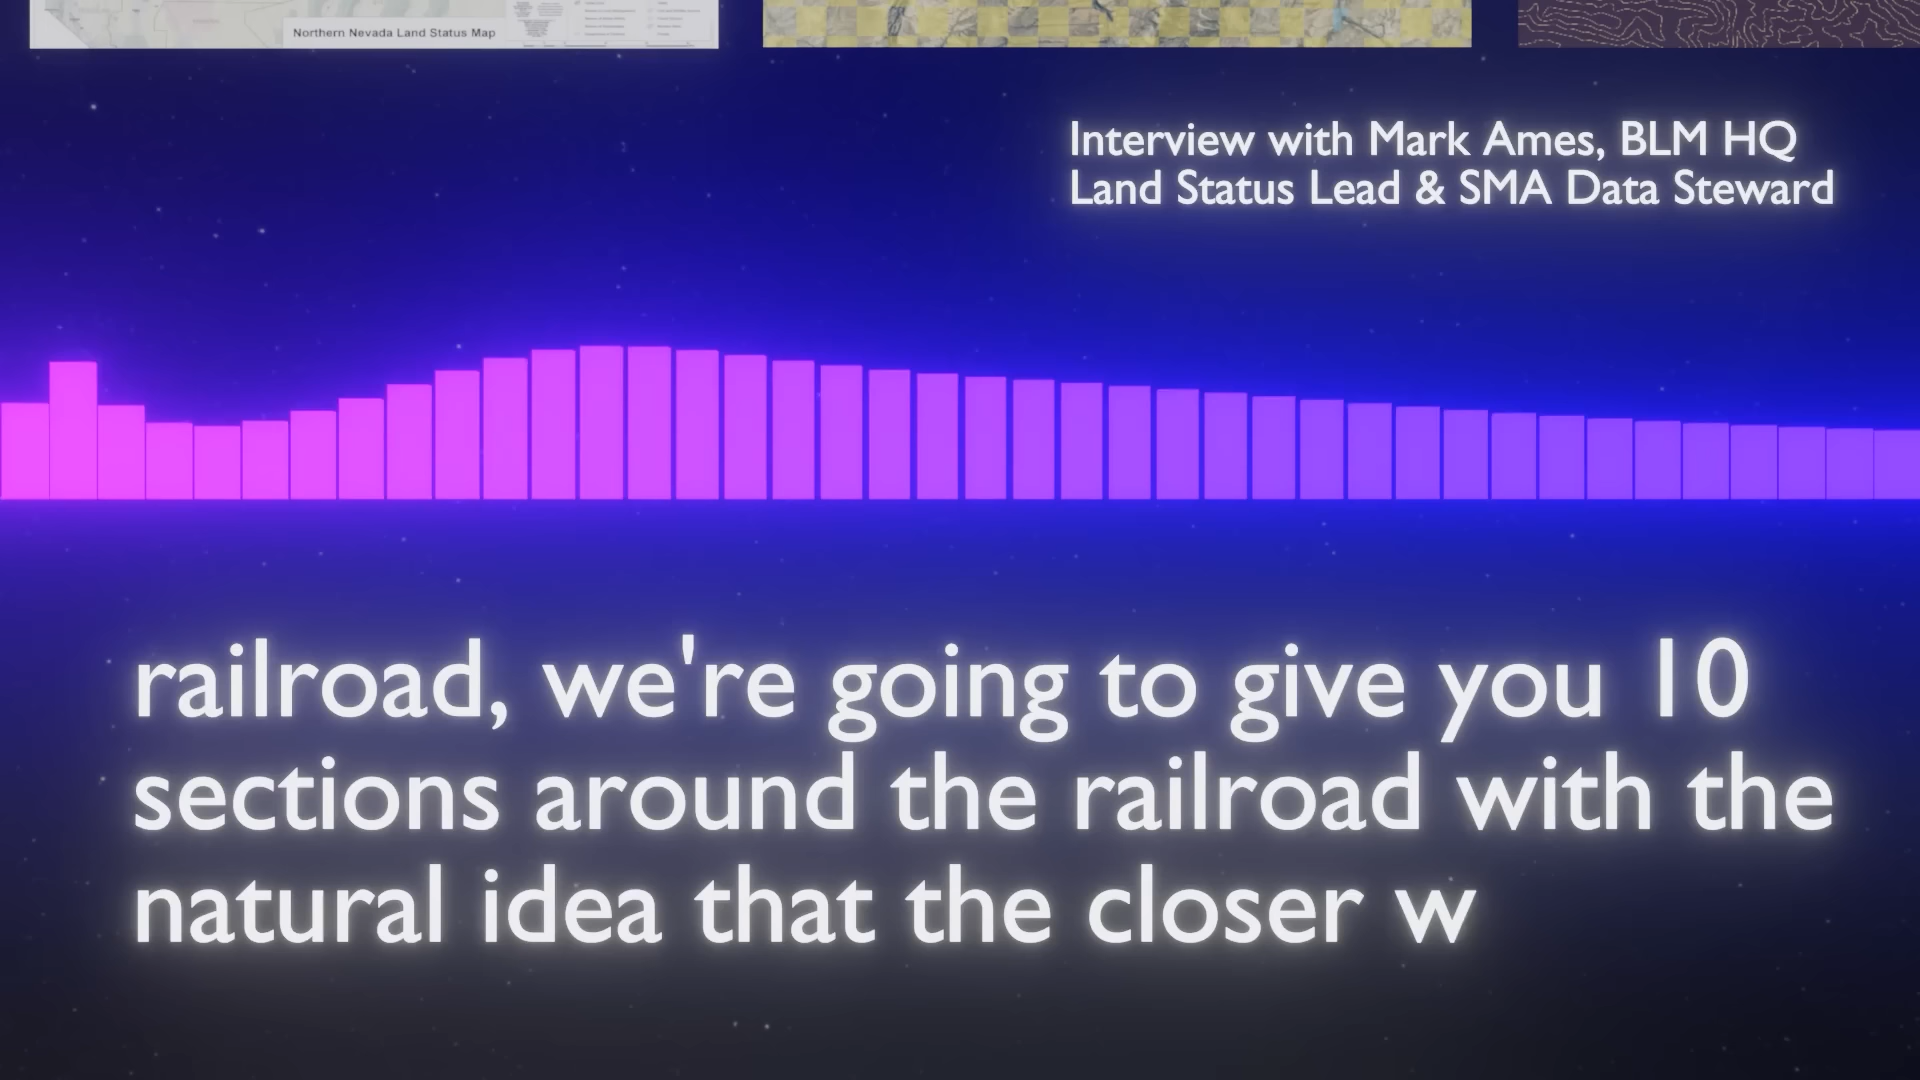 Northern Nevada Land Status Map
Interview with Mark Ames, BLM HQ
Land Status Lead & SMA Data Steward
railroad, we're going to give you 10
sections around the railroad with the
natural idea that the closer w